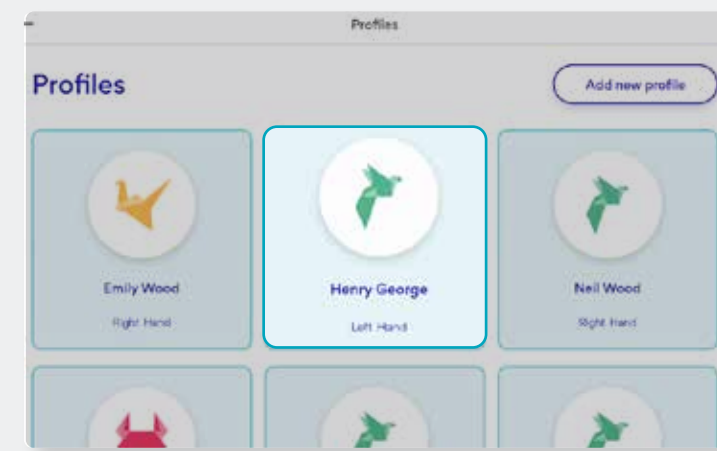 Profiles
Profiles
Add new profile
Emily Wood
Henry George
Neil Wood
Right Hand
Left Hand
Right Hand